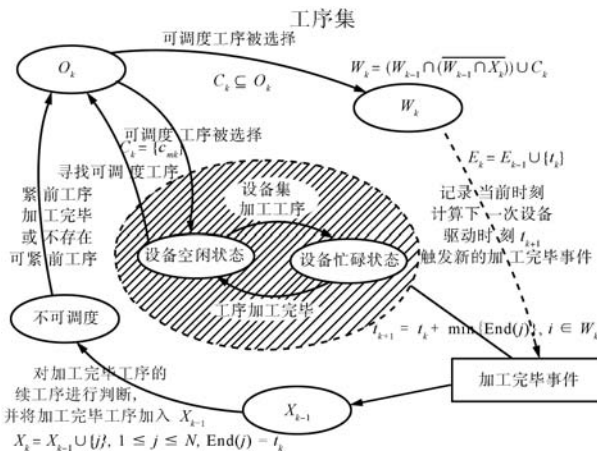 工序集
可调度工序被选择
O_k
C_k ⊆ O_k
W_k = (W_{k-1} ∩ (\overline{W_{k-1} ∩ X_k})) ∪ C_k
W_k
可调度 工序被选择
C_k = {c_{mk}}
寻找可调 度工序
E_k = E_{k-1} ∪ {t_k}
记录 当前时刻
计算下 一次设备
驱动时 刻 t_{k+1}
触发新的加 工完毕事件
紧 前工序
加 工完毕
或 不存在
可紧 前工序
设备集
加工工序
设备空闲状态
设备忙碌状态
工序加工完毕
不可调度
t_{k+1} = t_k + min{End(j)}, i ∈ W_k
加工完毕事件
对加工完毕工序的
续工序进行判断,
并将加工完毕工序加入 X_{k-1}
X_{k-1}
X_k = X_{k-1} ∪ {j}, 1 ≤ j ≤ N, End(j) = t_k